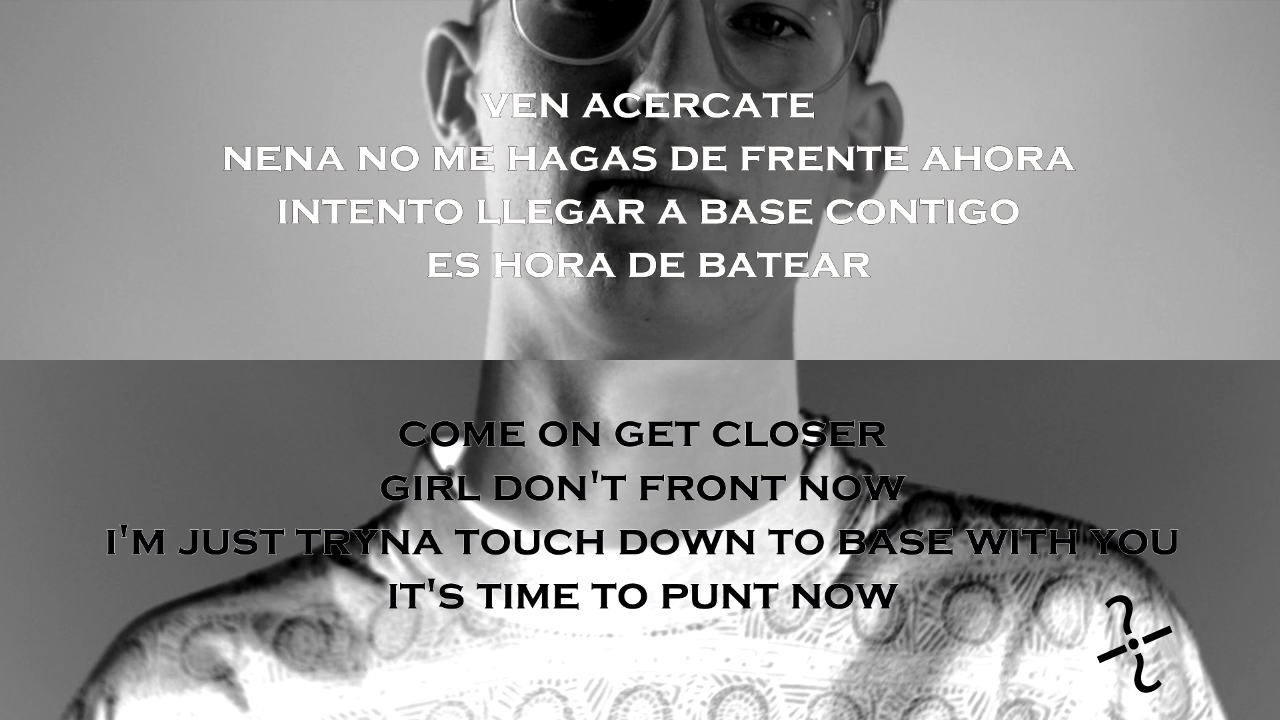 VEN ACERCATE
NENA NO ME HAGAS DE FRENTE AHORA
INTENTO LLEGAR A BASE CONTIGO
ES HORA DE BATEAR
COME ON GET CLOSER
GIRL DON'T FRONT NOW
I'M JUST TRYNA TOUCH DOWN TO BASE WITH YOU
IT'S TIME TO PUNT NOW